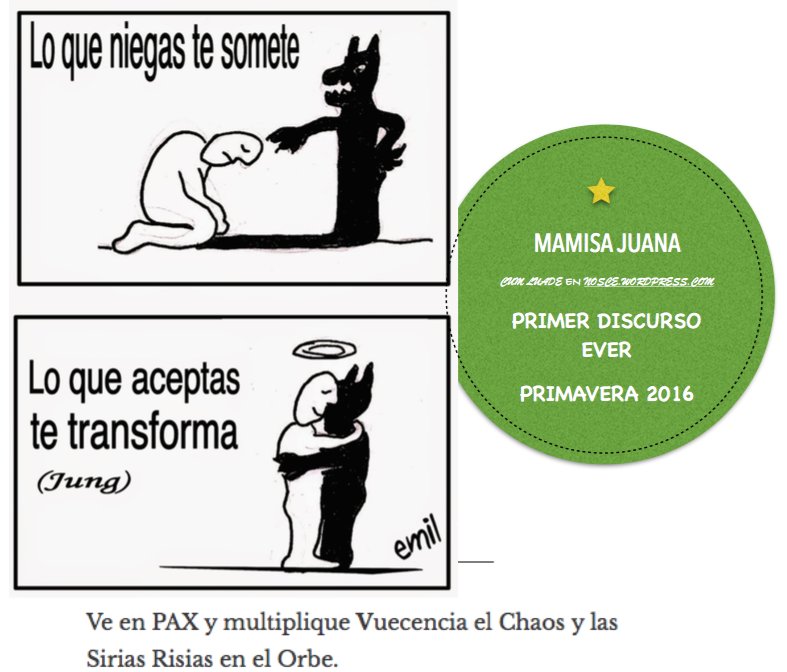 Lo que niegas te somete
Lo que aceptas
te transforma
(Jung)
emil
MAMISA JUANA
CUM LUADE EN NOSCE.WORDPRESS.COM
PRIMER DISCURSO
EVER
PRIMAVERA 2016
Ve en PAX y multiplique Vuecencia el Chaos y las
Sirias Risias en el Orbe.